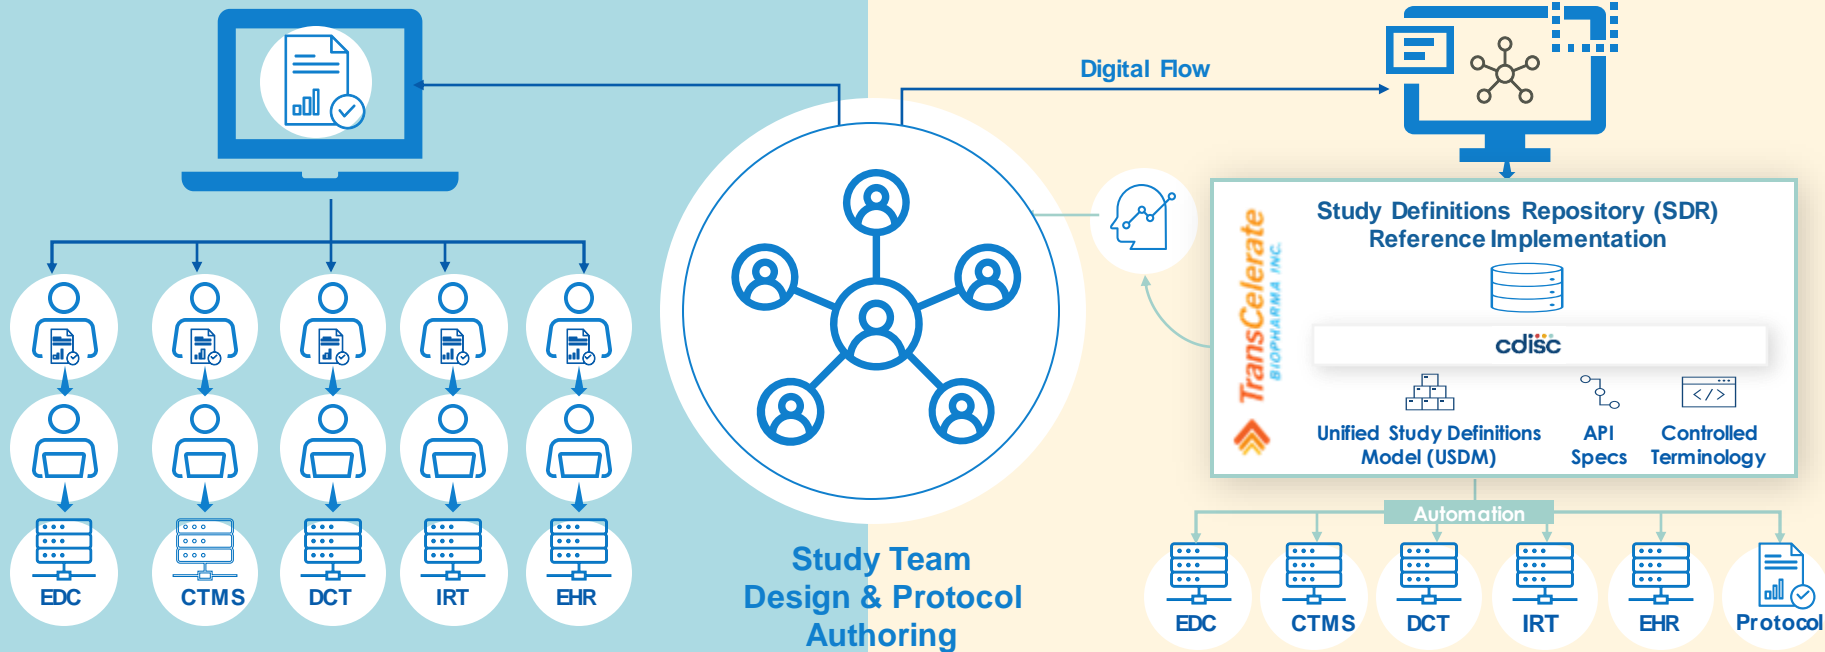 Digital Flow
Study Definitions Repository (SDR)
Reference Implementation
TransCelerate
BIOPHARMA INC.
cdisc
</>
Unified Study Definitions
Model (USDM)
API
Specs
Controlled
Terminology
Automation
Study Team
Design & Protocol
Authoring
EDC
CTMS
DCT
IRT
EHR
EDC
CTMS
DCT
IRT
EHR
Protocol